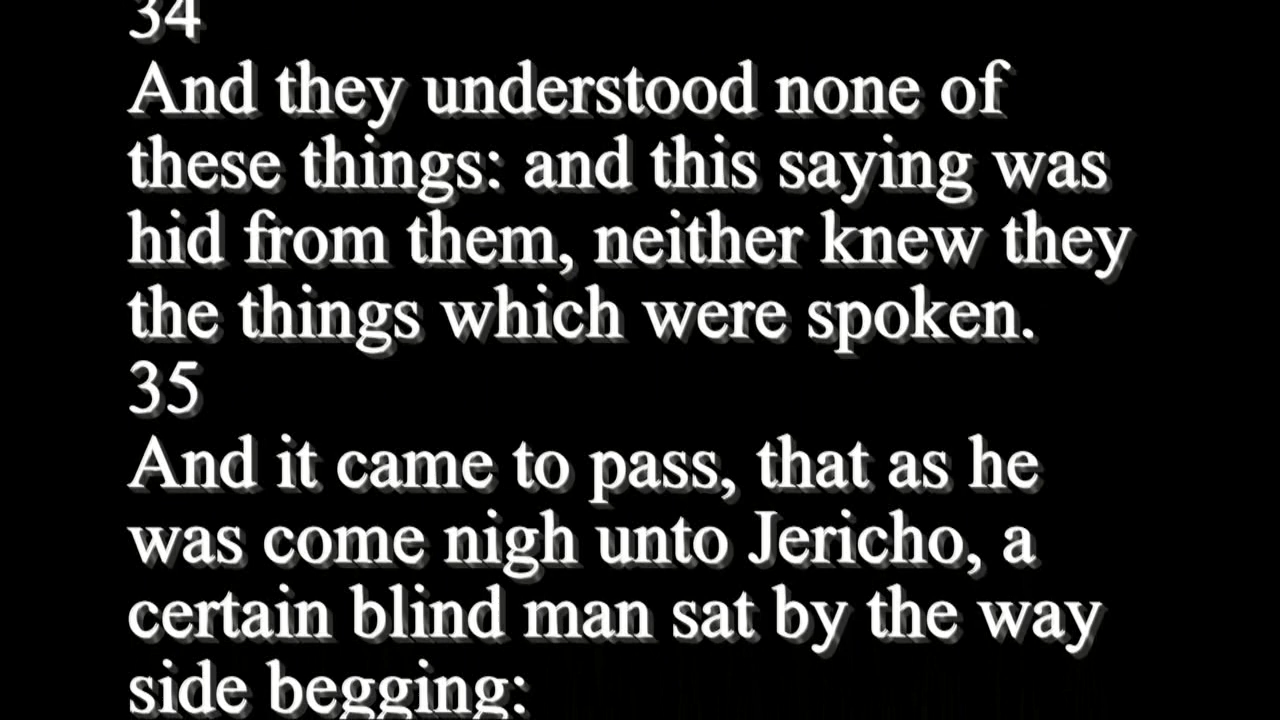 34
And they understood none of
these things: and this saying was
hid from them, neither knew they
the things which were spoken.
35
And it came to pass, that as he
was come nigh unto Jericho, a
certain blind man sat by the way
side begging: